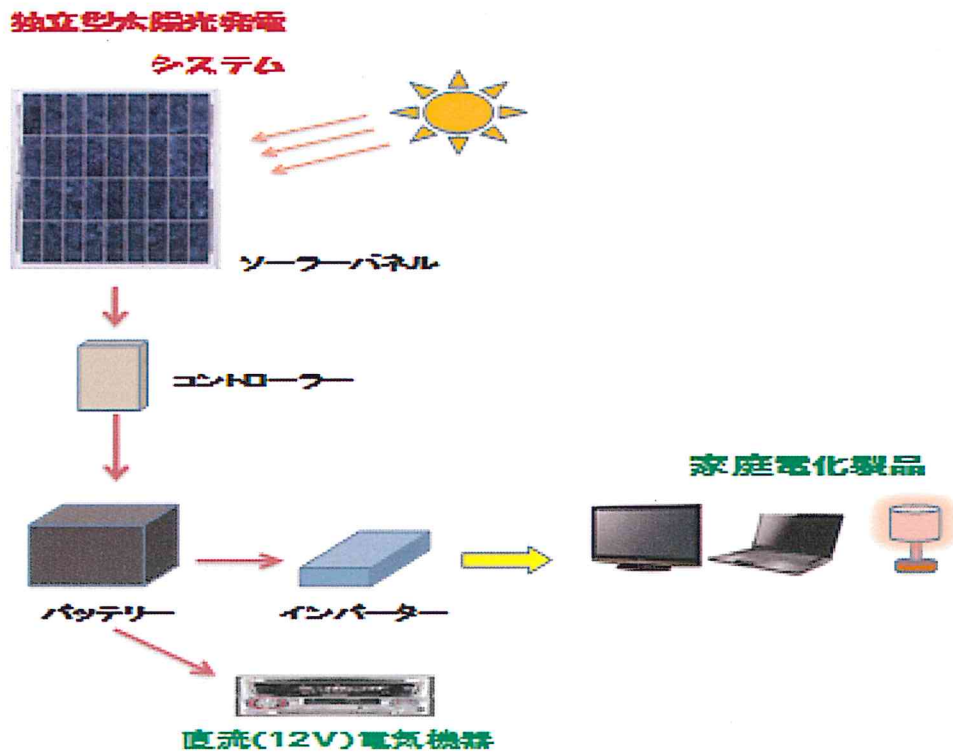 独立型太陽光発電
システム
ソーラーパネル
コントローラー
家庭電化製品
バッテリー
インバーター
直流(12V)電気機器